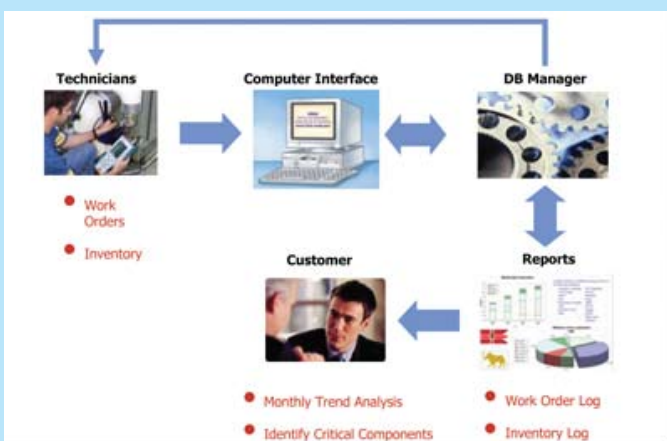 Technicians
Computer Interface
DB Manager
Work
Orders
Inventory
Customer
Reports
Monthly Trend Analysis
Identify Critical Components
Work Order Log
Inventory Log